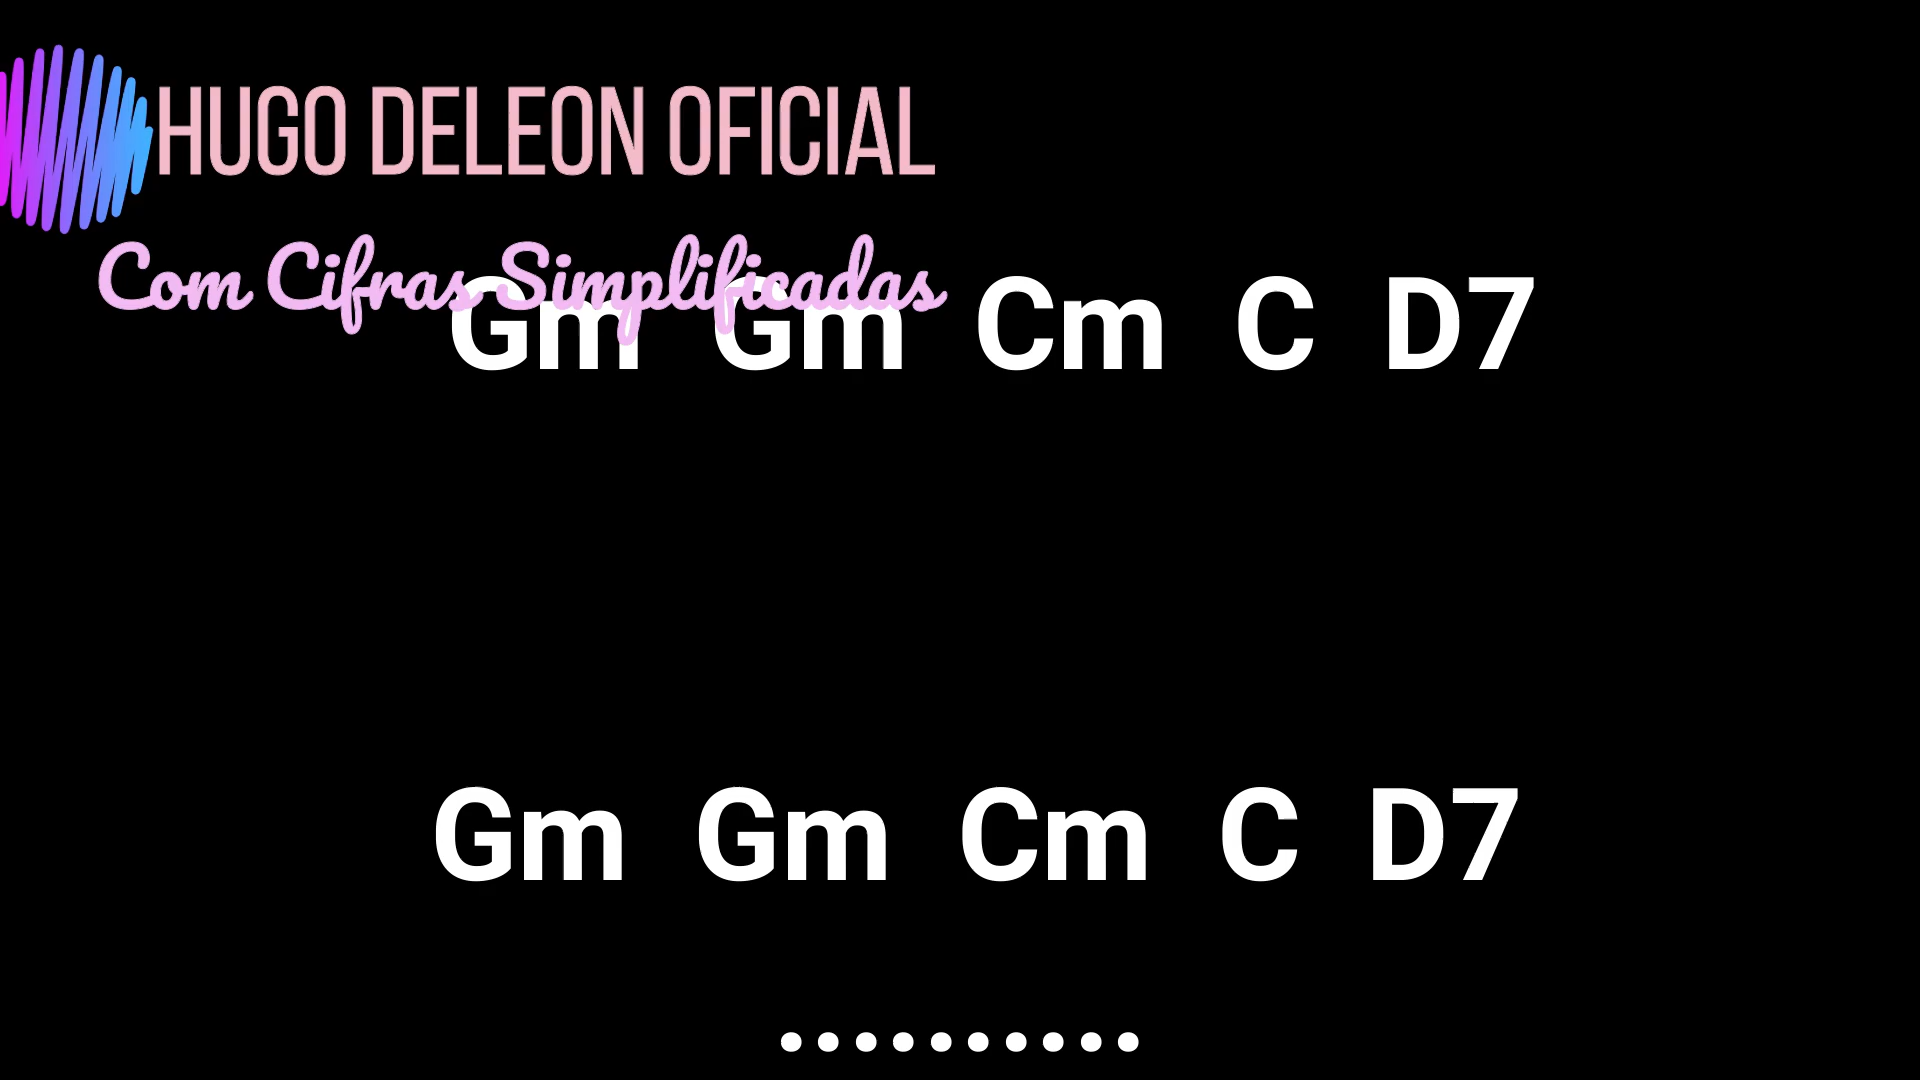 HUGO DELEON OFICIAL
Com Cifras Simplificadas
Gm Gm Cm C D7
Gm Gm Cm C D7
..........